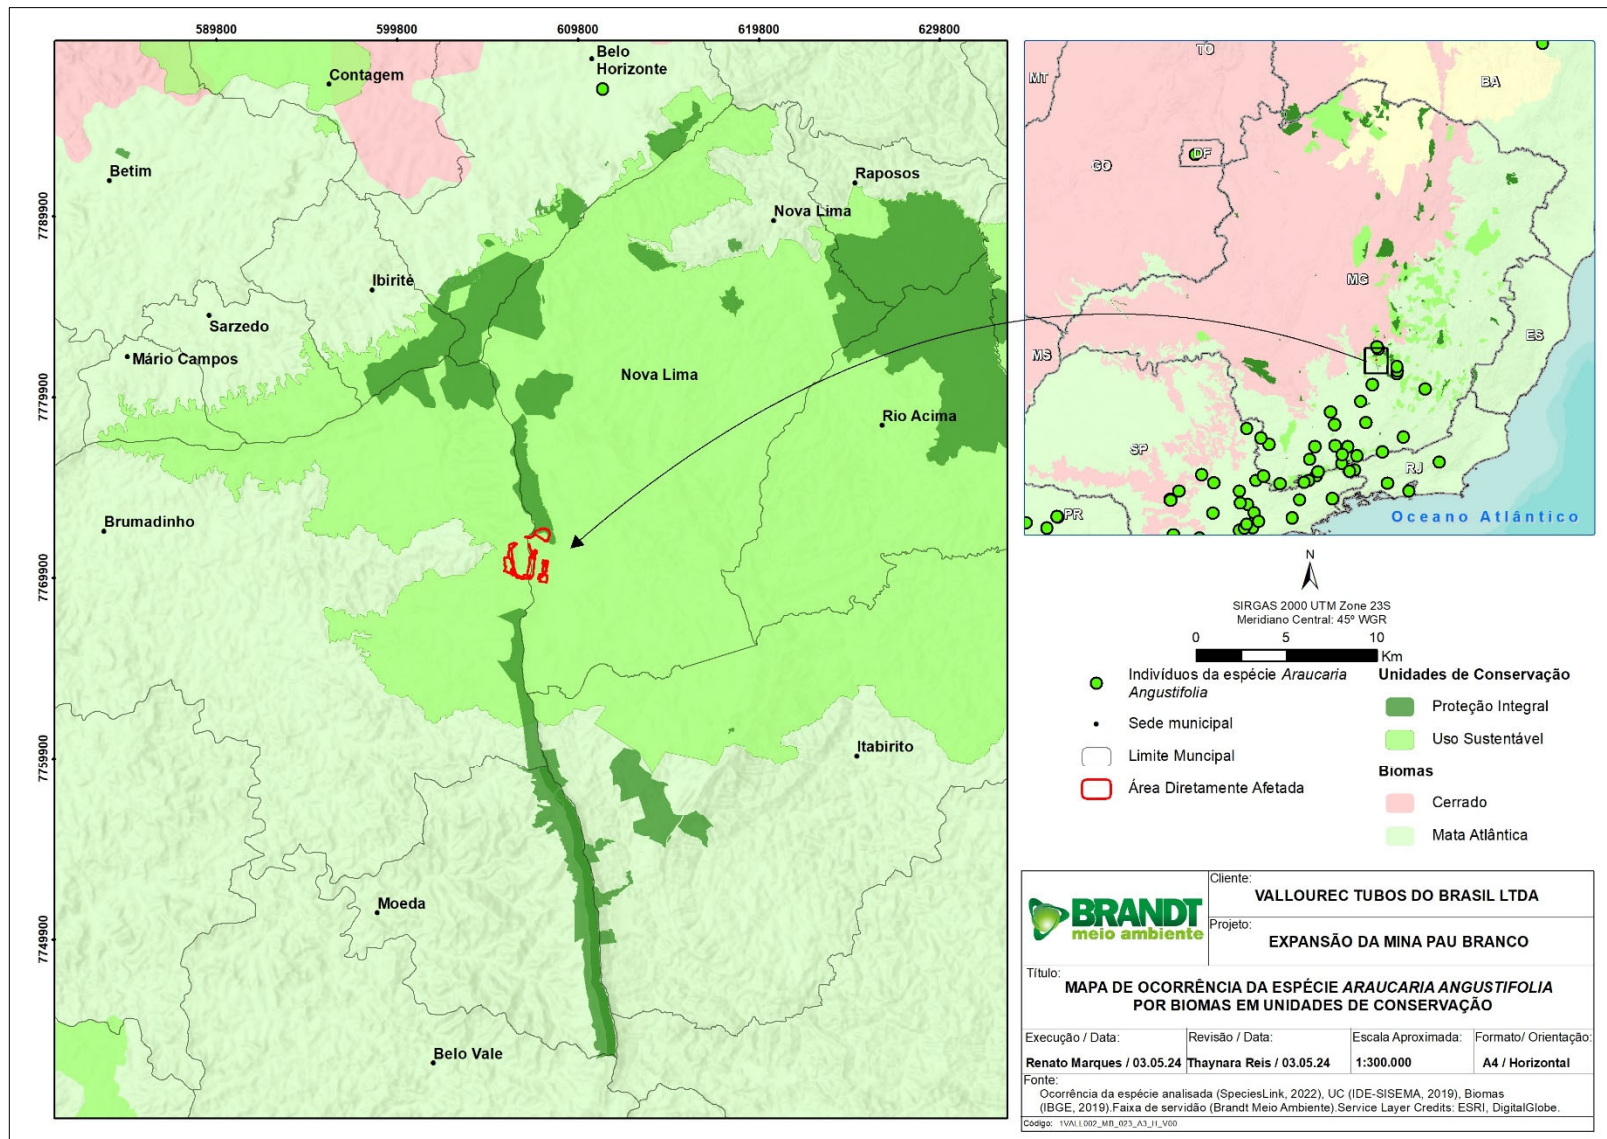 589800
599800
609800
619800
629800
7789900
7779900
7769900
7759900
7749900
Belo
Horizonte
Contagem
Betim
Raposos
Nova Lima
Ibirité
Sarzedo
Mário Campos
Nova Lima
Rio Acima
Brumadinho
Itabirito
Moeda
Belo Vale
TO
MT
BA
GO
DF
MG
ES
MS
SP
RJ
PR
Oceano Atlântico
N
SIRGAS 2000 UTM Zone 23S
Meridiano Central: 45º WGR
0 5 10
Km
Indivíduos da espécie Araucaria
Angustifolia
Sede municipal
Limite Muncipal
Área Diretamente Afetada
Unidades de Conservação
Proteção Integral
Uso Sustentável
Biomas
Cerrado
Mata Atlântica
BRANDT
meio ambiente
Cliente:
VALLOUREC TUBOS DO BRASIL LTDA
Projeto:
EXPANSÃO DA MINA PAU BRANCO
Título:
MAPA DE OCORRÊNCIA DA ESPÉCIE ARAUCARIA ANGUSTIFOLIA
POR BIOMAS EM UNIDADES DE CONSERVAÇÃO
Execução / Data: Revisão / Data: Escala Aproximada: Formato/ Orientação:
Renato Marques / 03.05.24 Thaynara Reis / 03.05.24 1:300.000 A4 / Horizontal
Fonte:
Ocorrência da espécie analisada (SpeciesLink, 2022), UC (IDE-SISEMA, 2019), Biomas
(IBGE, 2019).Faixa de servidão (Brandt Meio Ambiente).Service Layer Credits: ESRI, DigitalGlobe.
Código: 1VALL002_MB_023_A3_H_V00